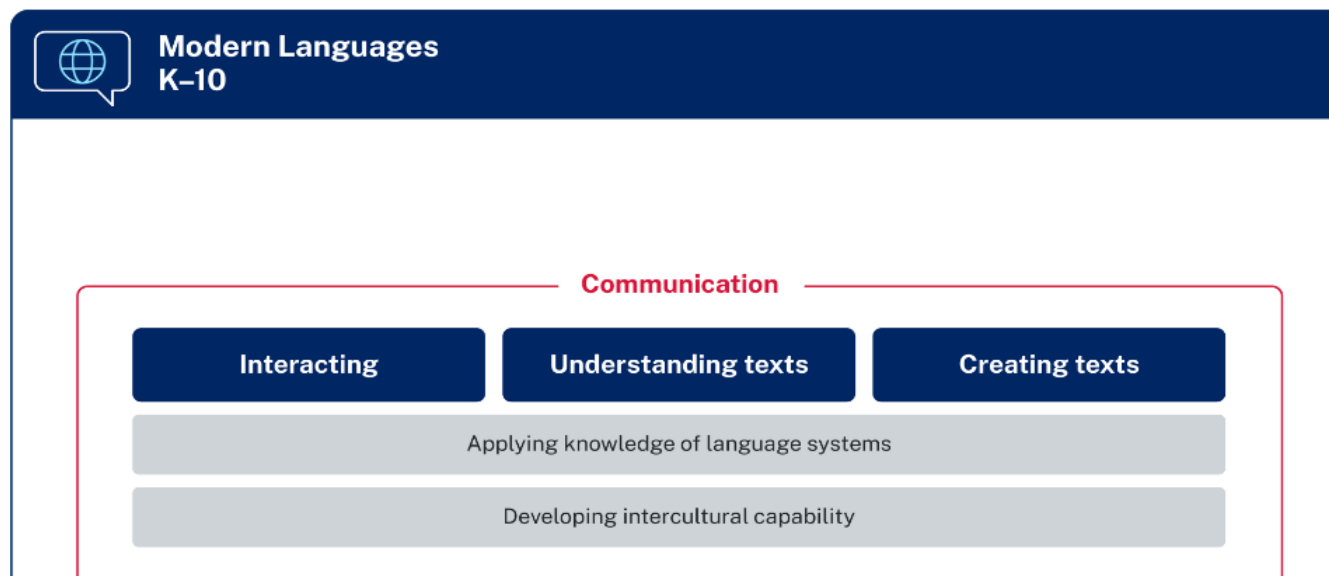 Modern Languages
K–10
Communication
Interacting
Understanding texts
Creating texts
Applying knowledge of language systems
Developing intercultural capability